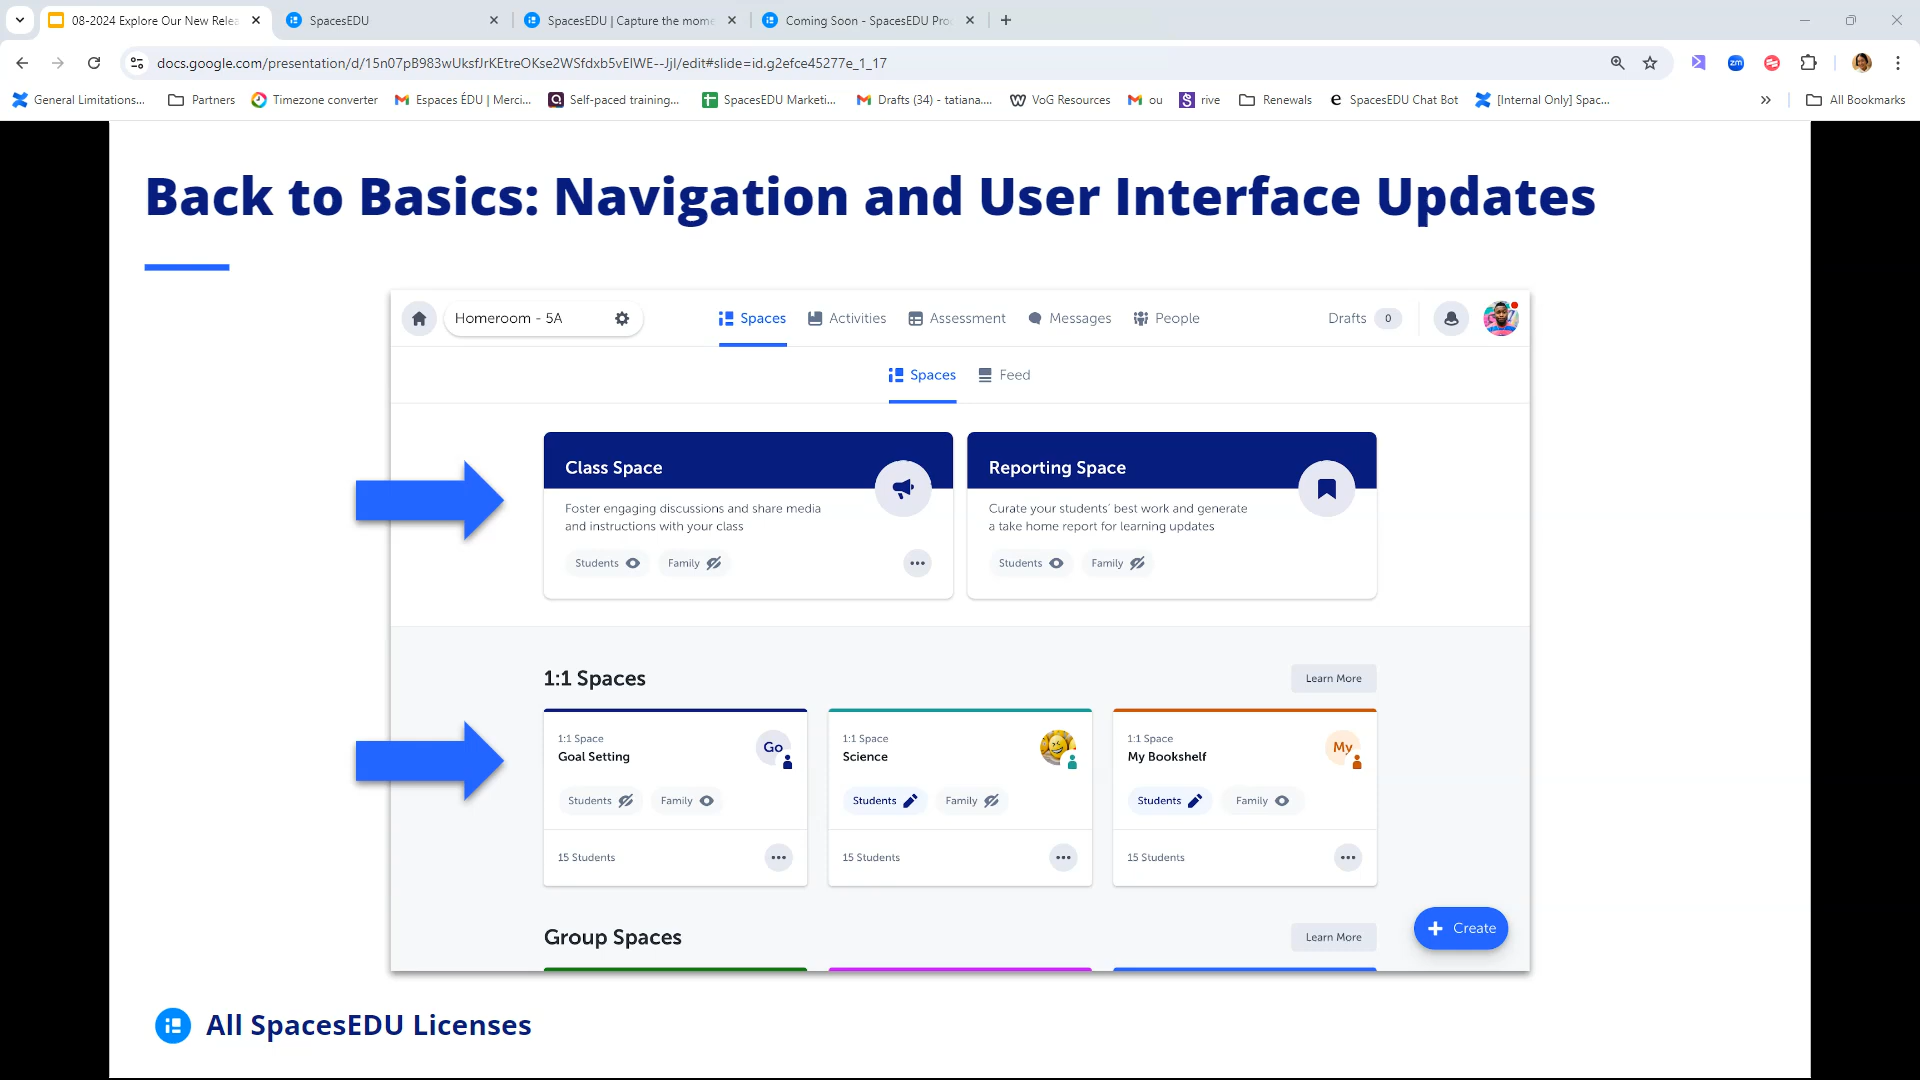 08-2024 Explore Our New Relea
SpacesEDU
SpacesEDU | Capture the mome
Coming Soon - SpacesEDU Pro
docs.google.com/presentation/d/15n07pB983wUksfJrKEtreOKse2WSfdxb5vEIWE--JjI/edit#slide=id.g2efce45277e_1_17
General Limitations...
Partners
Timezone converter
Espaces ÉDU | Merci...
Self-paced training...
SpacesEDU Marketi...
Drafts (34) - tatiana....
VoG Resources
ou
rive
Renewals
SpacesEDU Chat Bot
[Internal Only] Spac...
All Bookmarks
Back to Basics: Navigation and User Interface Updates
Homeroom - 5A
Spaces
Activities
Assessment
Messages
People
Drafts 0
Spaces
Feed
Class Space
Foster engaging discussions and share media
and instructions with your class
Students
Family
Reporting Space
Curate your students' best work and generate
a take home report for learning updates
Students
Family
1:1 Spaces
Learn More
1:1 Space
Goal Setting
Go
Students
Family
15 Students
1:1 Space
Science
Students
Family
15 Students
1:1 Space
My Bookshelf
My
Students
Family
15 Students
Group Spaces
Learn More
Create
All SpacesEDU Licenses